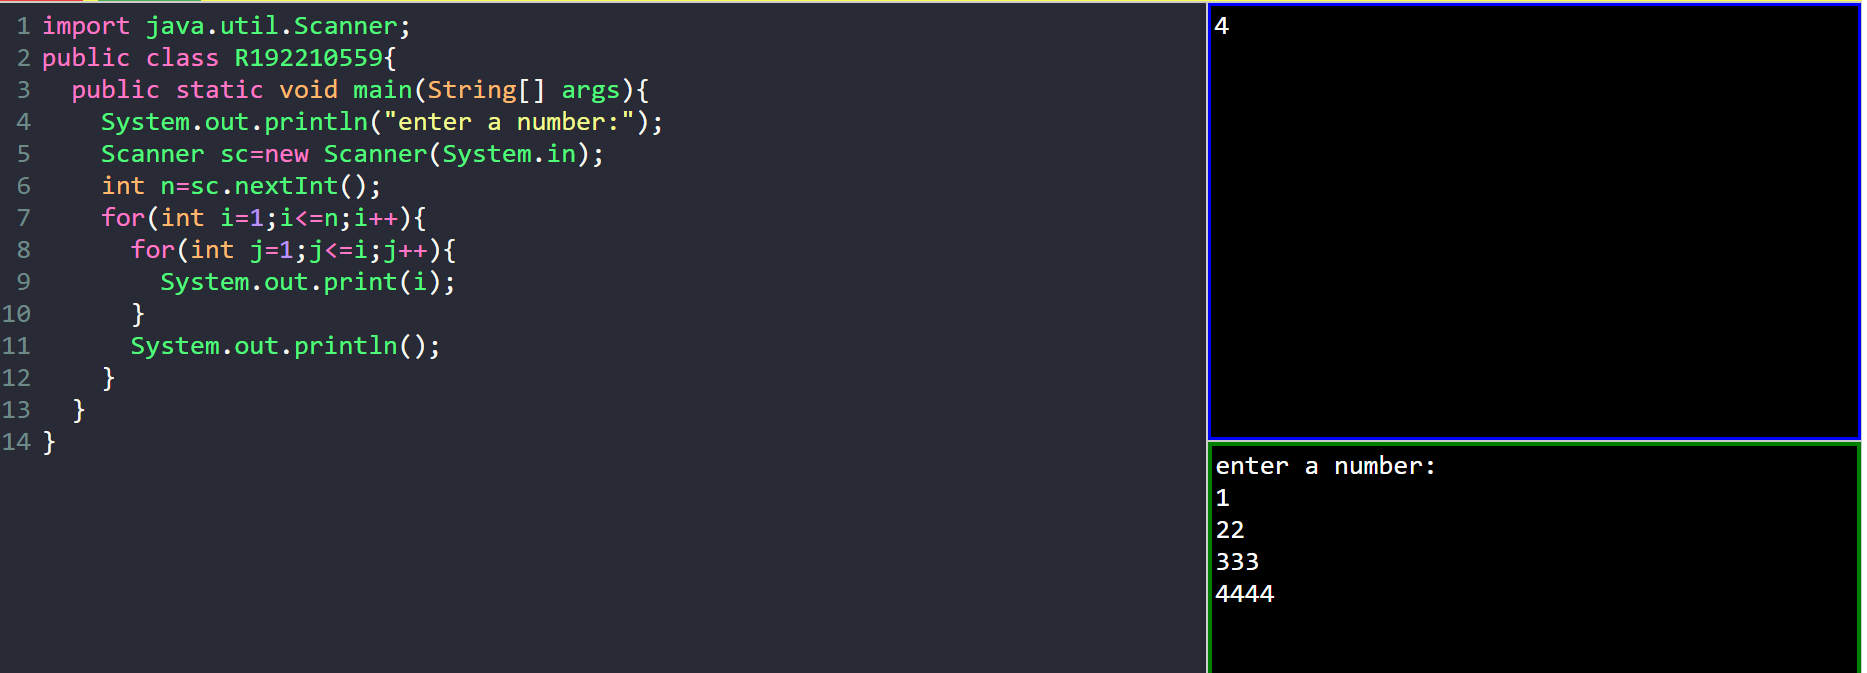 1 import java.util.Scanner;
2 public class R192210559{
3   public static void main(String[] args){
4     System.out.println("enter a number:");
5     Scanner sc=new Scanner(System.in);
6     int n=sc.nextInt();
7     for(int i=1;i<=n;i++){
8       for(int j=1;j<=i;j++){
9         System.out.print(i);
10       }
11       System.out.println();
12     }
13   }
14 }
4
enter a number:
1
22
333
4444